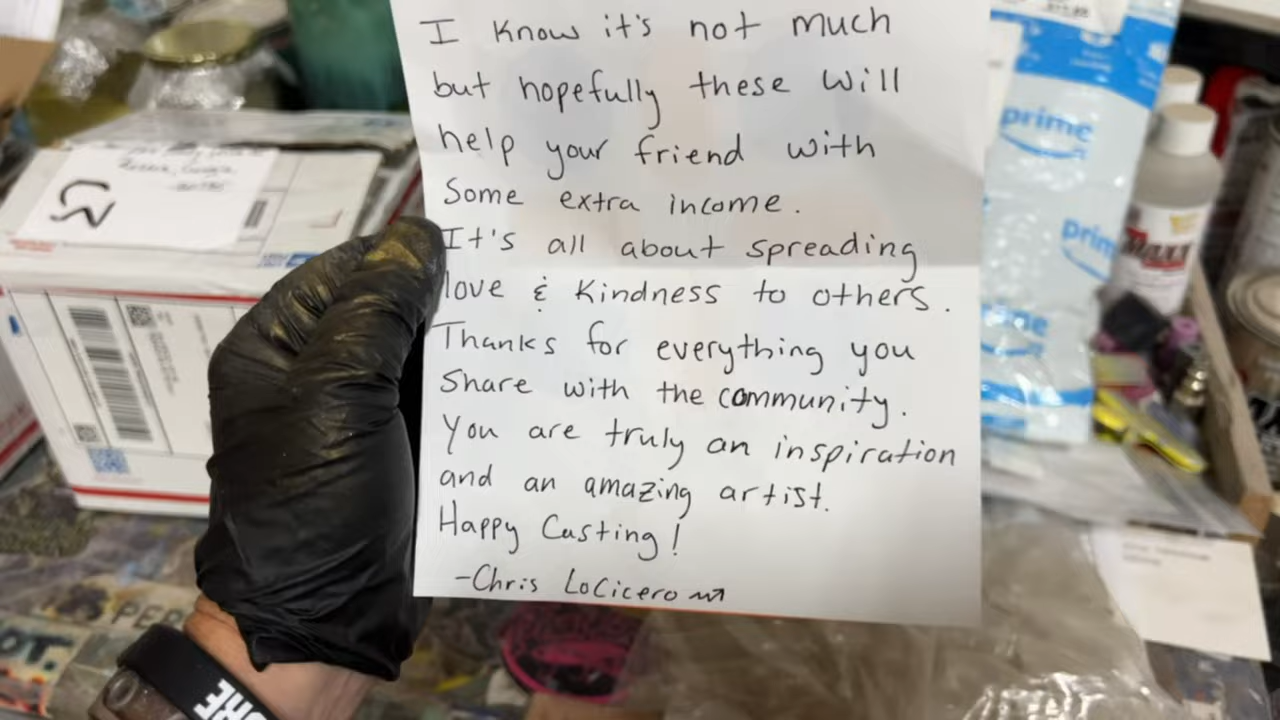 I know it's not much
but hopefully these will
help your friend with
some extra income.
It's all about spreading
love & kindness to others.
Thanks for everything you
share with the community.
You are truly an inspiration
and an amazing artist.
Happy Casting!
-Chris LoCicero
prime
prime